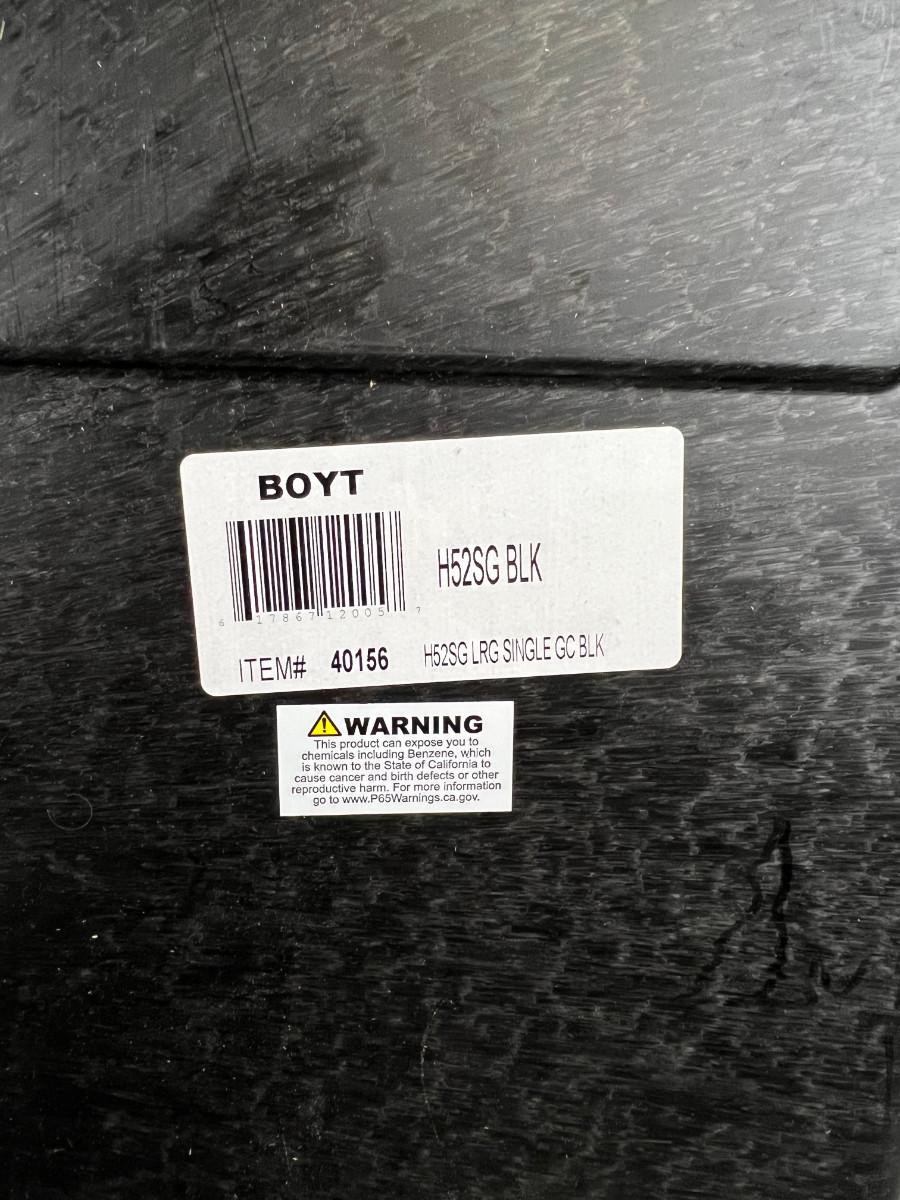 BOYT
H52SG BLK
6 17867 12005 7
ITEM# 40156 H52SG LRG SINGLE GC BLK
WARNING
This product can expose you to
chemicals including Benzene, which
is known to the State of California to
cause cancer and birth defects or other
reproductive harm. For more information
go to www.P65Warnings.ca.gov.